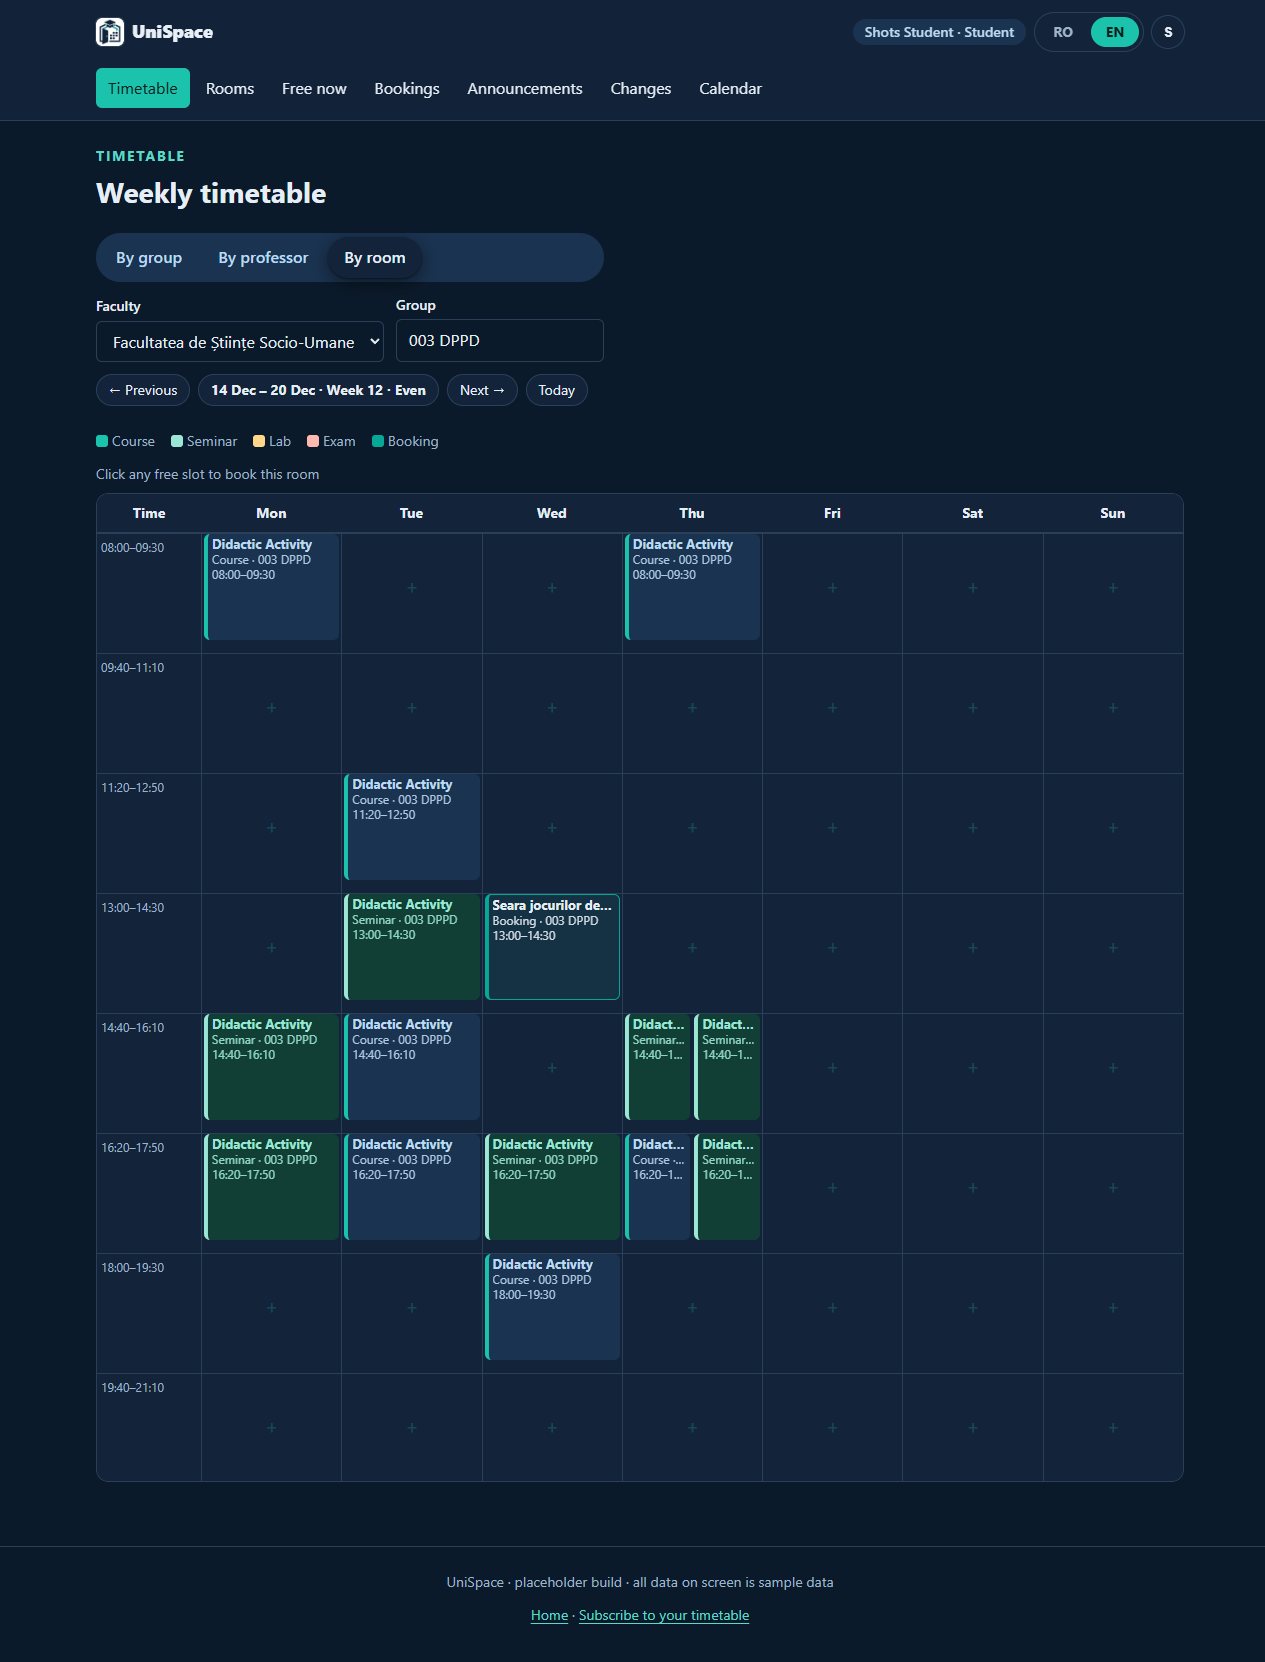 UniSpace
Shots Student · Student
RO
EN
S
Timetable
Rooms
Free now
Bookings
Announcements
Changes
Calendar
TIMETABLE
Weekly timetable
By group
By professor
By room
Faculty
Group
Facultatea de Științe Socio-Umane
003 DPPD
← Previous
14 Dec – 20 Dec · Week 12 · Even
Next →
Today
Course
Seminar
Lab
Exam
Booking
Click any free slot to book this room
Time
Mon
Tue
Wed
Thu
Fri
Sat
Sun
08:00–09:30
Didactic Activity
Course · 003 DPPD
08:00–09:30
+
+
Didactic Activity
Course · 003 DPPD
08:00–09:30
+
+
+
09:40–11:10
+
+
+
+
+
+
+
11:20–12:50
+
Didactic Activity
Course · 003 DPPD
11:20–12:50
+
+
+
+
+
13:00–14:30
+
Didactic Activity
Seminar · 003 DPPD
13:00–14:30
Seara jocurilor de...
Booking · 003 DPPD
13:00–14:30
+
+
+
+
14:40–16:10
Didactic Activity
Seminar · 003 DPPD
14:40–16:10
Didactic Activity
Course · 003 DPPD
14:40–16:10
+
Didact...
Seminar...
14:40–1...
Didact...
Seminar...
14:40–1...
+
+
+
16:20–17:50
Didactic Activity
Seminar · 003 DPPD
16:20–17:50
Didactic Activity
Course · 003 DPPD
16:20–17:50
Didactic Activity
Seminar · 003 DPPD
16:20–17:50
Didact...
Course ·...
16:20–1...
Didact...
Seminar...
16:20–1...
+
+
+
18:00–19:30
+
+
Didactic Activity
Course · 003 DPPD
18:00–19:30
+
+
+
+
19:40–21:10
+
+
+
+
+
+
+
UniSpace · placeholder build · all data on screen is sample data
Home · Subscribe to your timetable